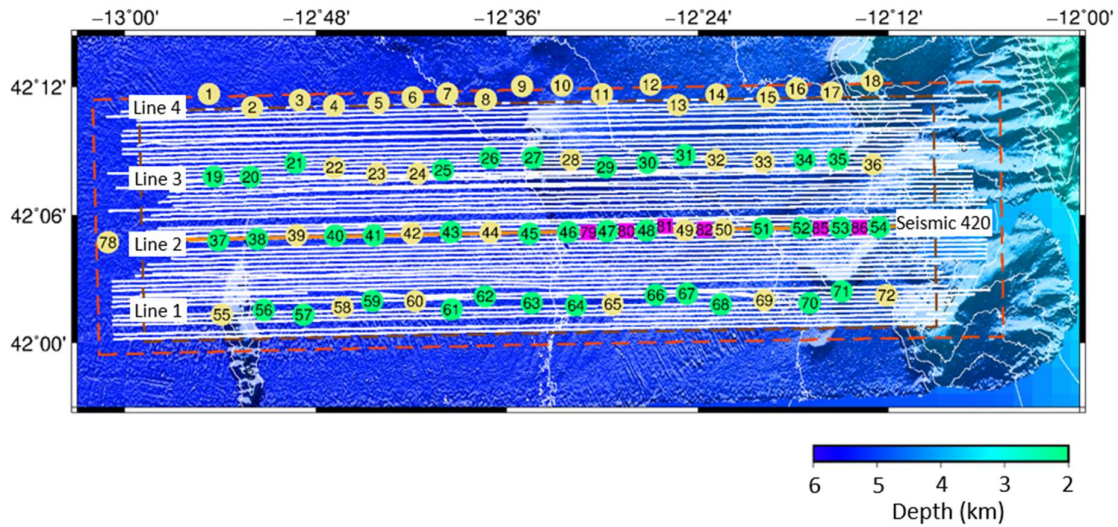 −13˚00' −12˚48' −12˚36' −12˚24' −12˚12' −12˚00'
42˚12'
1 2 3 4 5 6 7 8 9 10 11 12 13 14 15 16 17 18
Line 4
19 20 21 22 23 24 25 26 27 28 29 30 31 32 33 34 35 36
Line 3
42˚06'
78 37 38 39 40 41 42 43 44 45 46 79 47 80 48 81 49 82 50 51 52 85 53 86 54 Seismic 420
Line 2
55 56 57 58 59 60 61 62 63 64 65 66 67 68 69 70 71 72
Line 1
42˚00'
6 5 4 3 2
Depth (km)